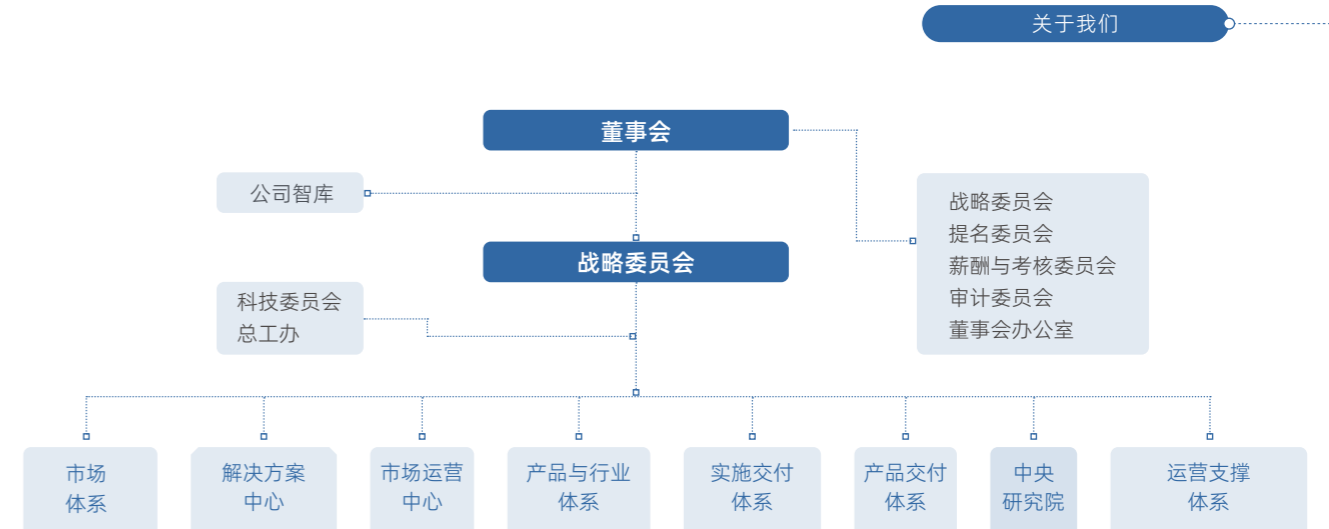 关于我们
董事会
公司智库
战略委员会
提名委员会
薪酬与考核委员会
审计委员会
董事会办公室
战略委员会
科技委员会
总工办
市场
体系
解决方案
中心
市场运营
中心
产品与行业
体系
实施交付
体系
产品交付
体系
中央
研究院
运营支撑
体系